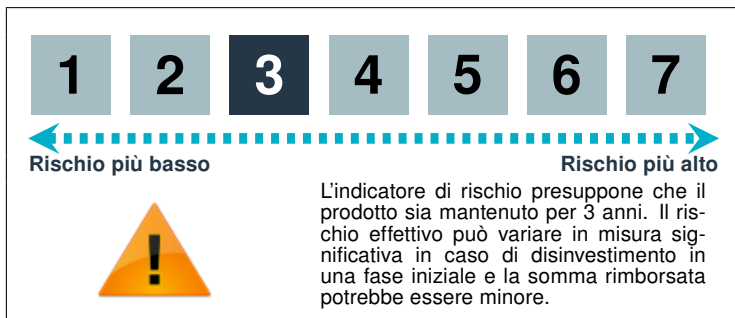 1 2 3 4 5 6 7
Rischio più basso Rischio più alto
L'indicatore di rischio presuppone che il
prodotto sia mantenuto per 3 anni. Il ris-
chio effettivo può variare in misura sig-
nificativa in caso di disinvestimento in
una fase iniziale e la somma rimborsata
potrebbe essere minore.
!